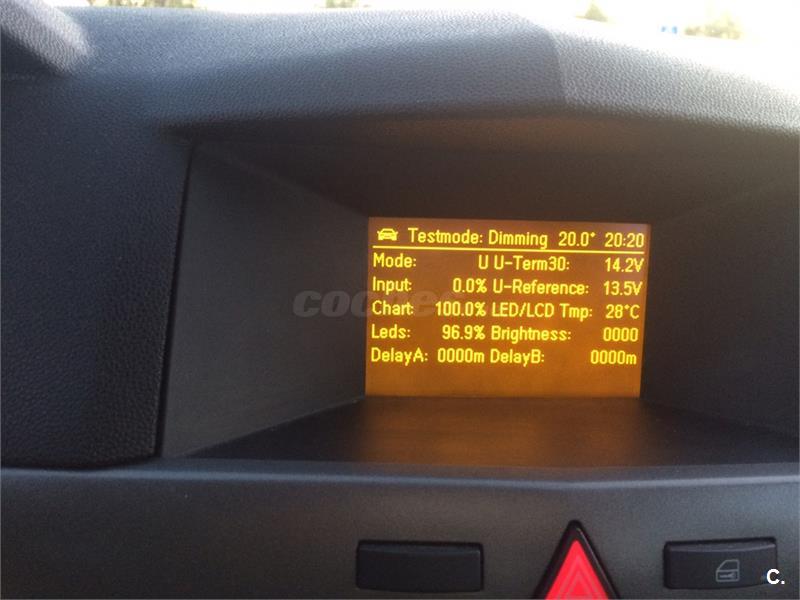 Testmode: Dimming 20.0° 20:20
Mode: U U-Term30: 14.2V
Input: 0.0% U-Reference: 13.5V
Chart: 100.0% LED/LCD Tmp: 28°C
Leds: 96.9% Brightness: 0000
DelayA: 0000m DelayB: 0000m
C.